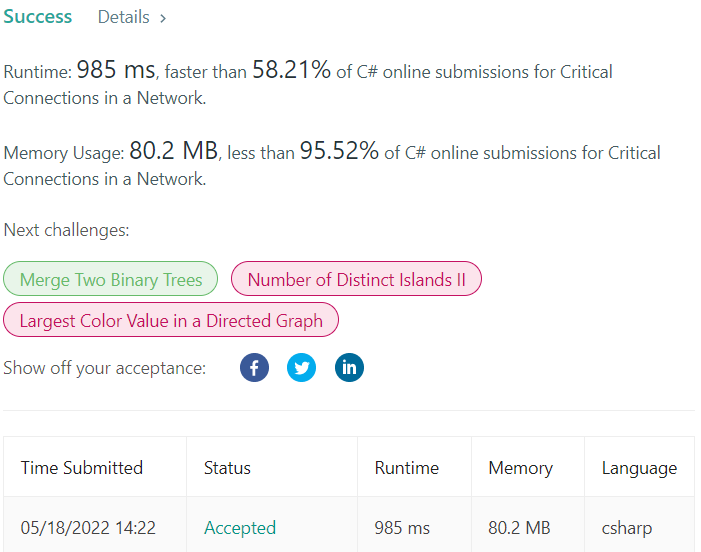 Success Details >
Runtime: 985 ms, faster than 58.21% of C# online submissions for Critical
Connections in a Network.
Memory Usage: 80.2 MB, less than 95.52% of C# online submissions for Critical
Connections in a Network.
Next challenges:
Merge Two Binary Trees Number of Distinct Islands II
Largest Color Value in a Directed Graph
Show off your acceptance: f in
Time Submitted Status Runtime Memory Language
05/18/2022 14:22 Accepted 985 ms 80.2 MB csharp